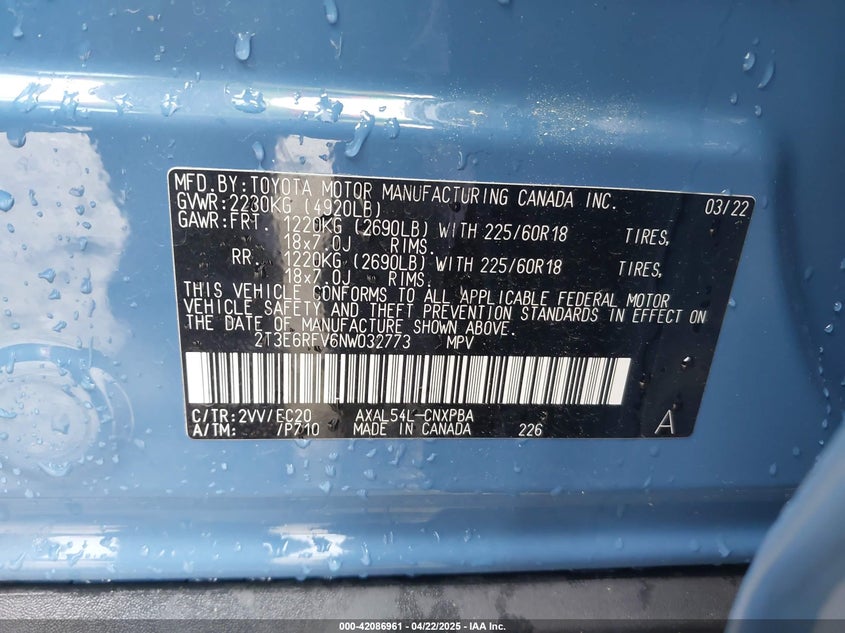 MFD.BY:TOYOTA MOTOR MANUFACTURING CANADA INC. 03/22
GVWR:2230KG (4920LB)
GAWR:FRT. 1220KG (2690LB) WITH 225/60R18 TIRES,
18x7.0J RIMS.
RR. 1220KG (2690LB) WITH 225/60R18 TIRES,
18x7.0J RIMS.
THIS VEHICLE CONFORMS TO ALL APPLICABLE FEDERAL MOTOR
VEHICLE SAFETY AND THEFT PREVENTION STANDARDS IN EFFECT ON
THE DATE OF MANUFACTURE SHOWN ABOVE.
2T3E6RFV6NW032773 MPV
C/TR:2VV/EC20 AXAL54L-CNXPBA
A/TM: /P710 MADE IN CANADA 226 A
000-42086961 - 04/22/2025 - IAA Inc.